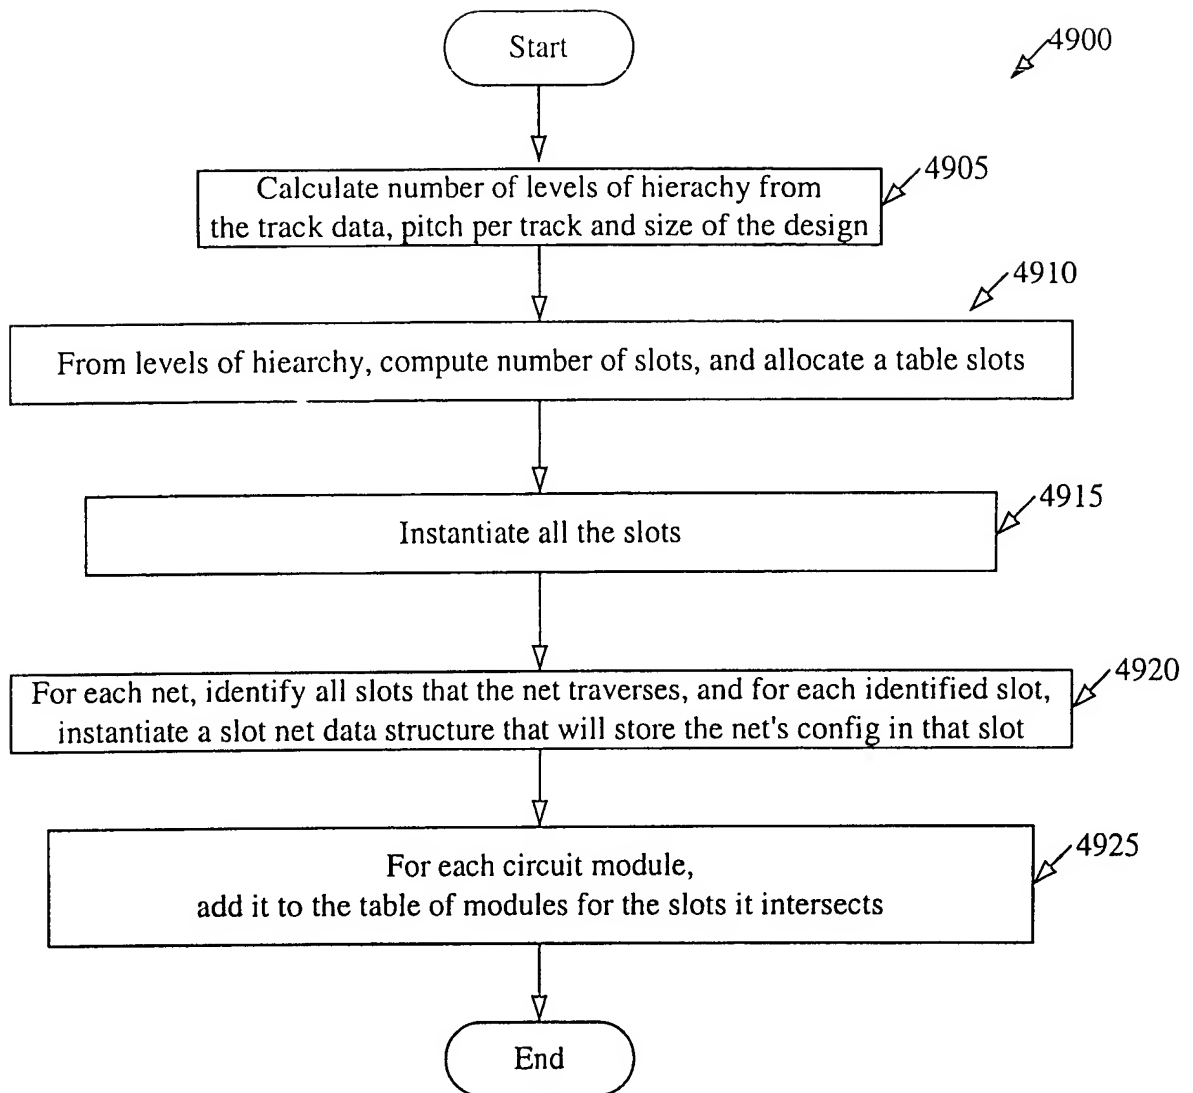 Start
4900
4905
Calculate number of levels of hierachy from
the track data, pitch per track and size of the design
4910
From levels of hiearchy, compute number of slots, and allocate a table slots
4915
Instantiate all the slots
4920
For each net, identify all slots that the net traverses, and for each identified slot,
instantiate a slot net data structure that will store the net's config in that slot
4925
For each circuit module,
add it to the table of modules for the slots it intersects
End